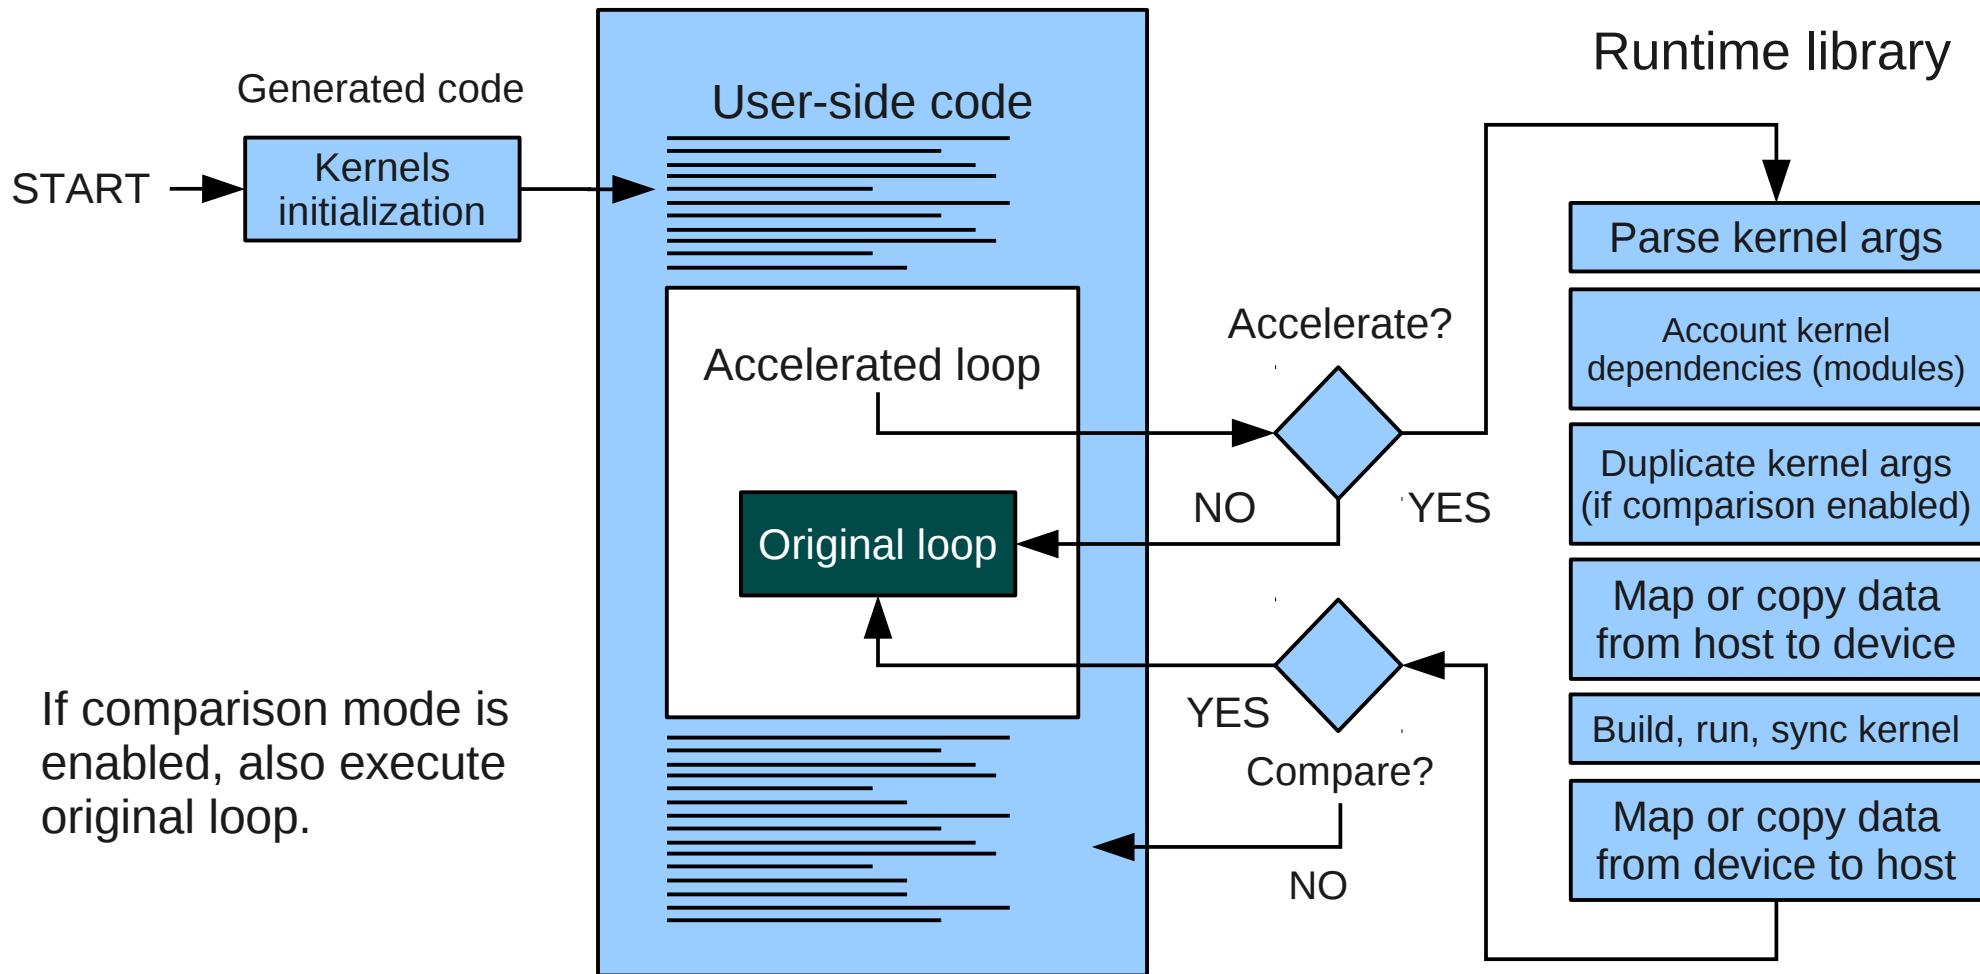 Generated code
START
Kernels
initialization
User-side code
Accelerated loop
Original loop
Accelerate?
NO
YES
YES
Compare?
NO
Runtime library
Parse kernel args
Account kernel
dependencies (modules)
Duplicate kernel args
(if comparison enabled)
Map or copy data
from host to device
Build, run, sync kernel
Map or copy data
from device to host
If comparison mode is
enabled, also execute
original loop.